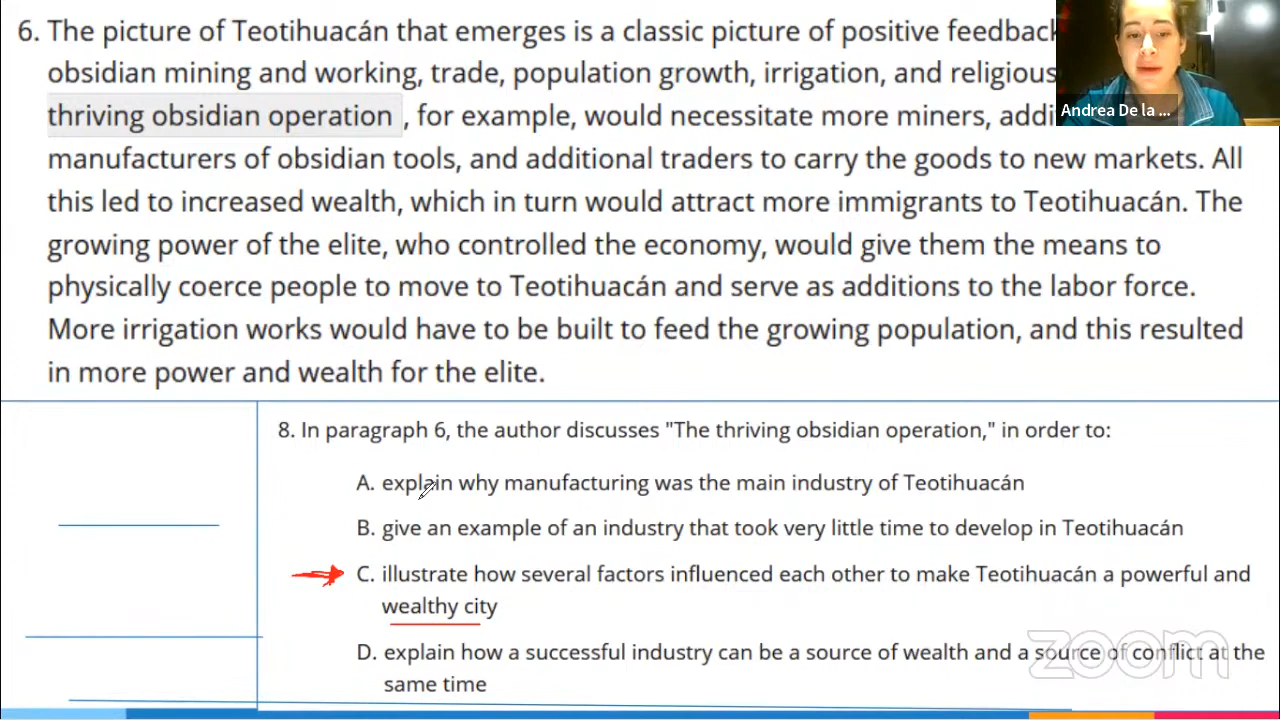 6. The picture of Teotihuacán that emerges is a classic picture of positive feedback
obsidian mining and working, trade, population growth, irrigation, and religious
thriving obsidian operation , for example, would necessitate more miners,
manufacturers of obsidian tools, and additional traders to carry the goods to new markets. All
this led to increased wealth, which in turn would attract more immigrants to Teotihuacán. The
growing power of the elite, who controlled the economy, would give them the means to
physically coerce people to move to Teotihuacán and serve as additions to the labor force.
More irrigation works would have to be built to feed the growing population, and this resulted
in more power and wealth for the elite.
Andrea De la ...
8. In paragraph 6, the author discusses "The thriving obsidian operation," in order to:
A. explain why manufacturing was the main industry of Teotihuacán
B. give an example of an industry that took very little time to develop in Teotihuacán
C. illustrate how several factors influenced each other to make Teotihuacán a powerful and
wealthy city
D. explain how a successful industry can be a source of wealth and a source of conflict at the
same time
zoom